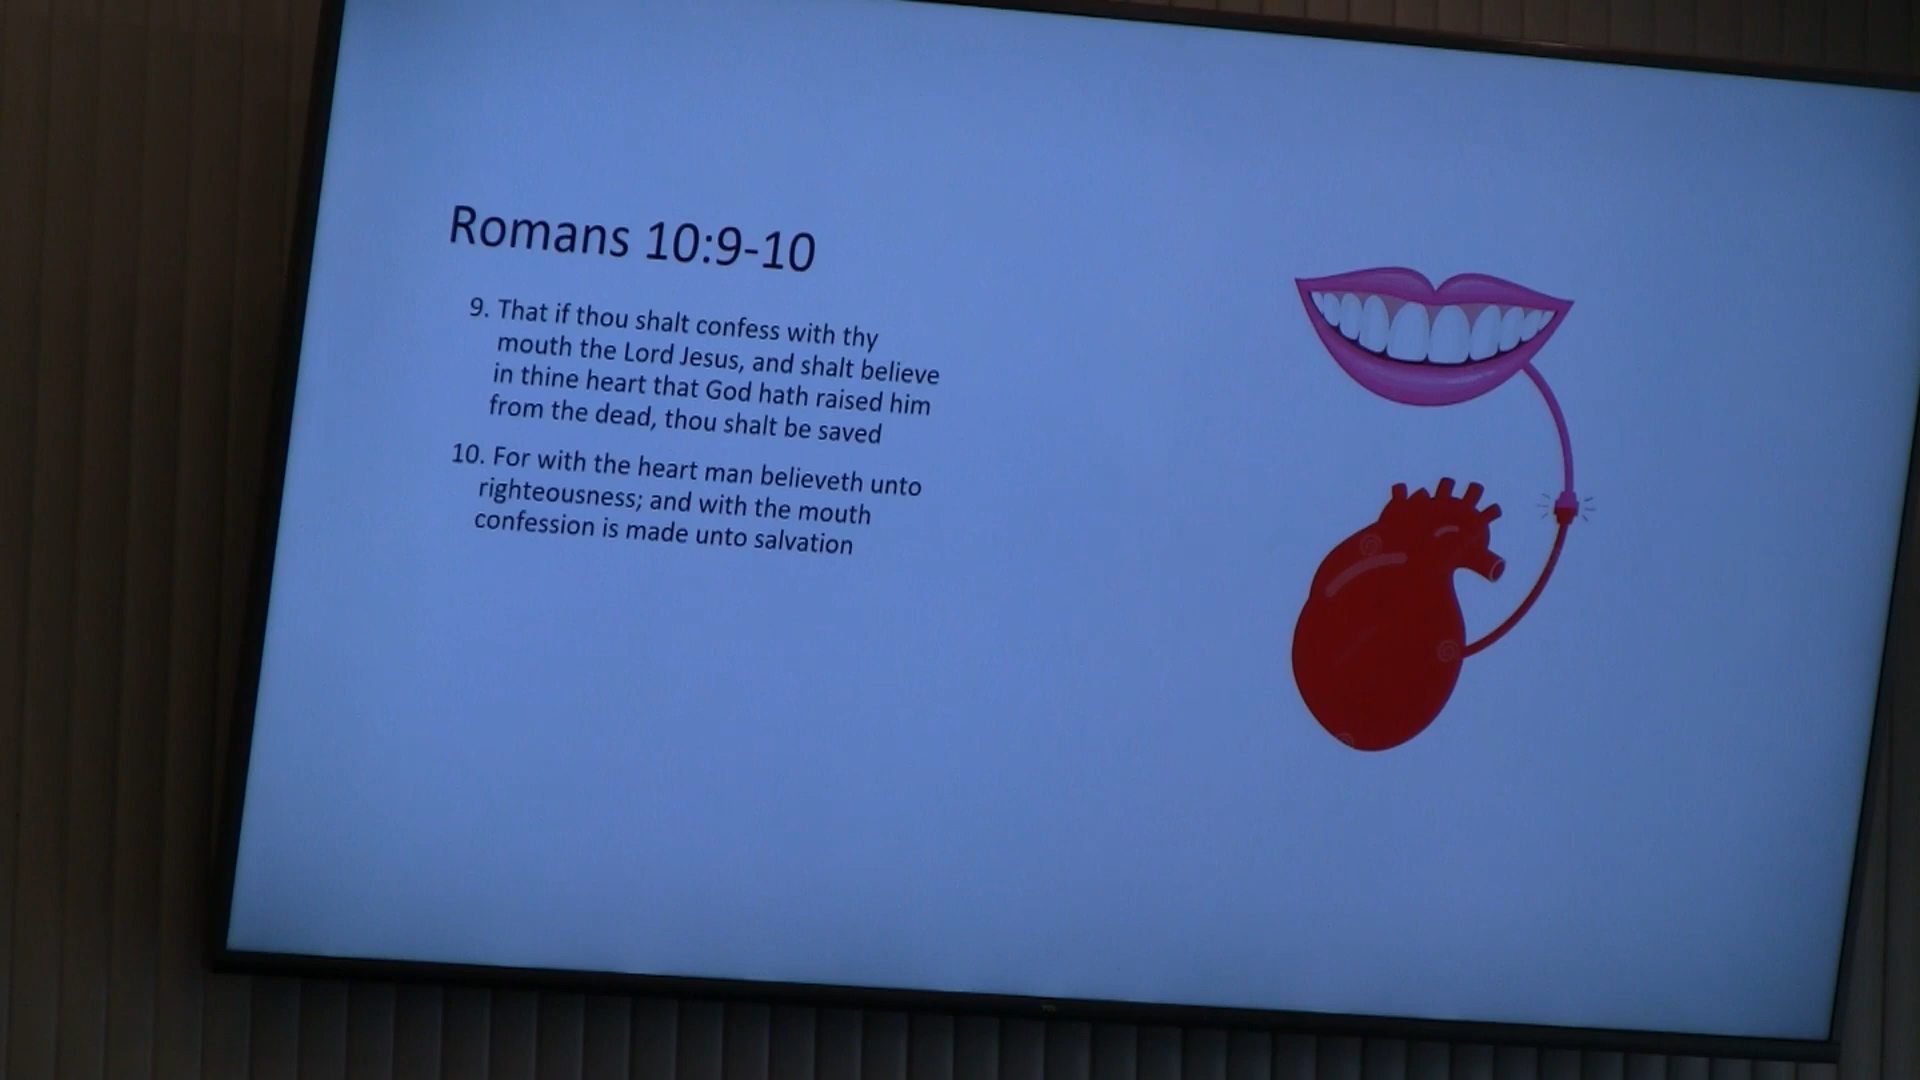 Romans 10:9-10
9. That if thou shalt confess with thy
mouth the Lord Jesus, and shalt believe
in thine heart that God hath raised him
from the dead, thou shalt be saved
10. For with the heart man believeth unto
righteousness; and with the mouth
confession is made unto salvation